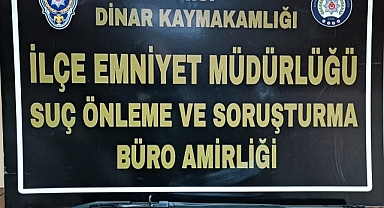 DİNAR KAYMAKAMLIĞI
İLÇE EMNİYET MÜDÜRLÜĞÜ
SUÇ ÖNLEME VE SORUŞTURMA
BÜRO AMİRLİĞİ